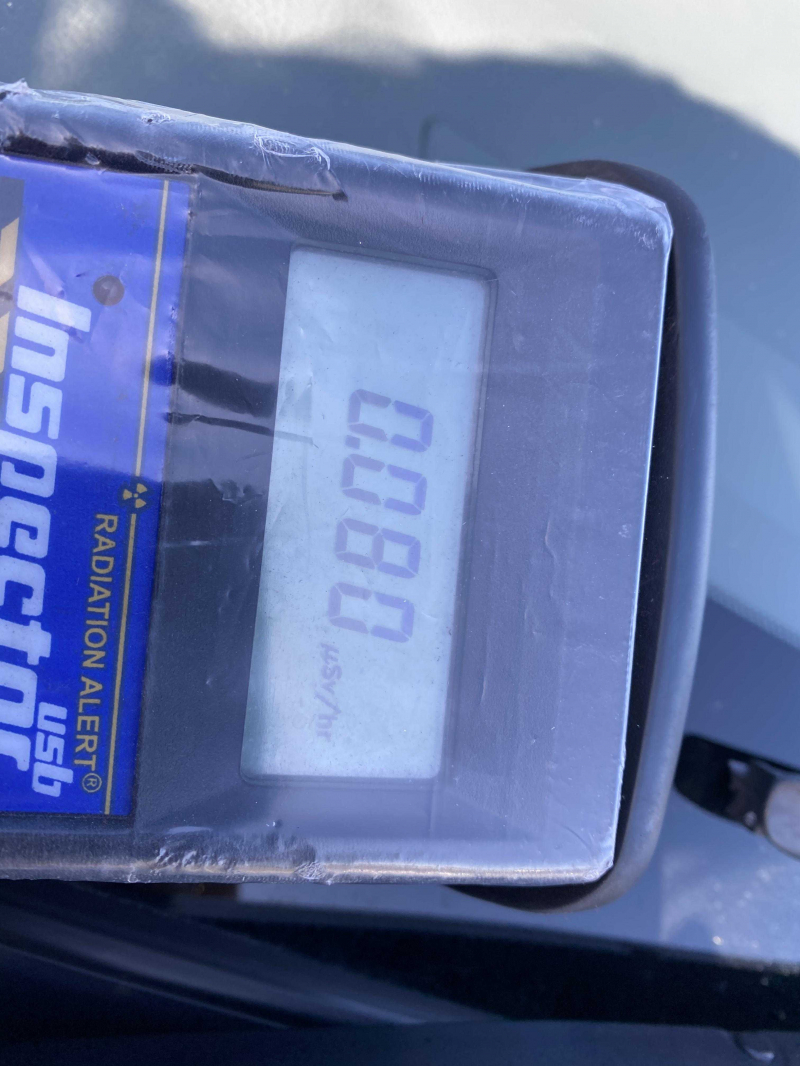 Inspector
usb
RADIATION ALERT®
0.080
μSv/hr